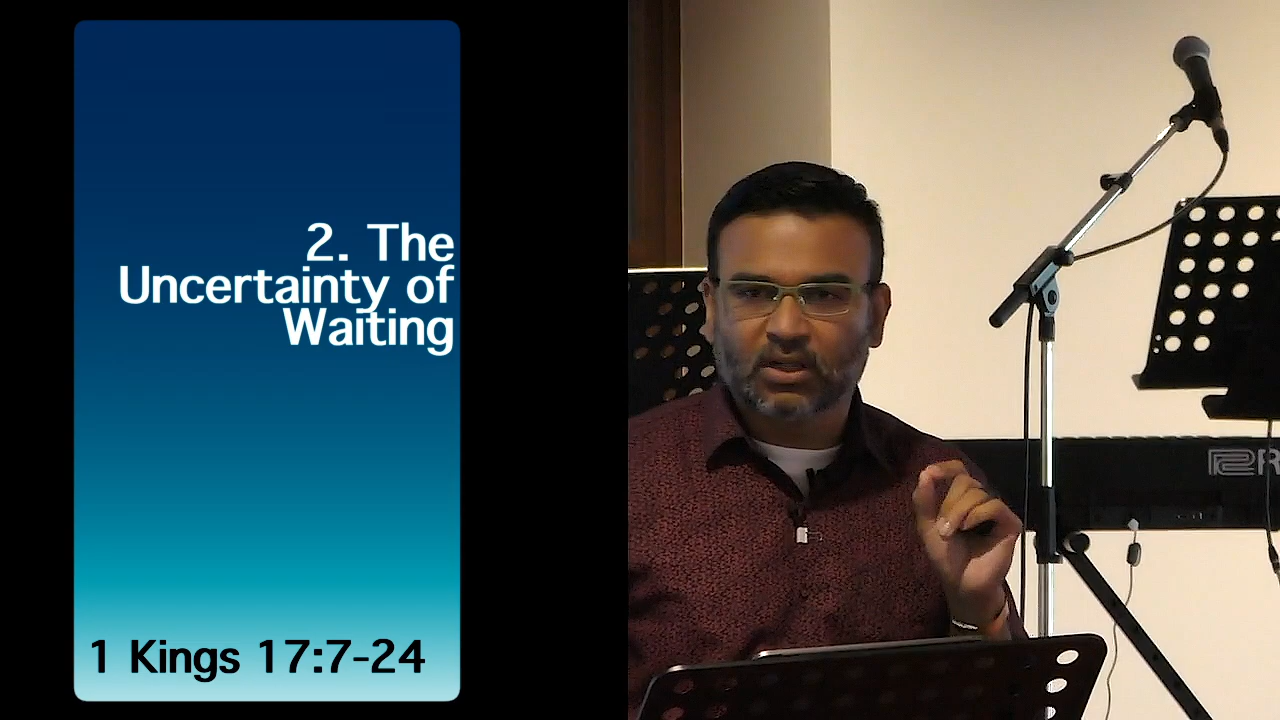 2. The
Uncertainty of
Waiting
1 Kings 17:7-24
R